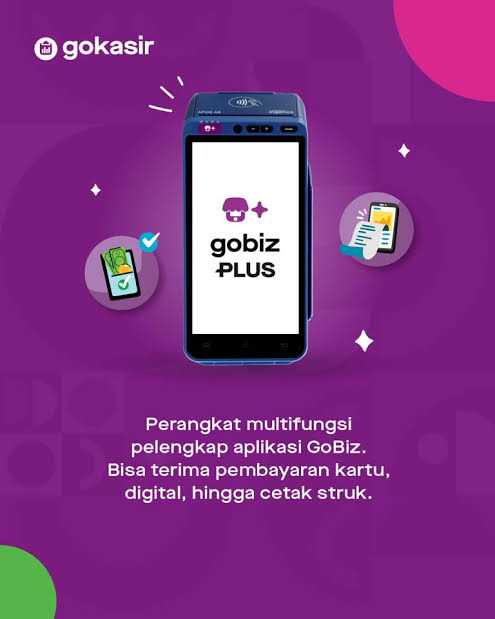 gokasir
APOS A8 ingenico
gobiz
PLUS
Perangkat multifungsi
pelengkap aplikasi GoBiz.
Bisa terima pembayaran kartu,
digital, hingga cetak struk.